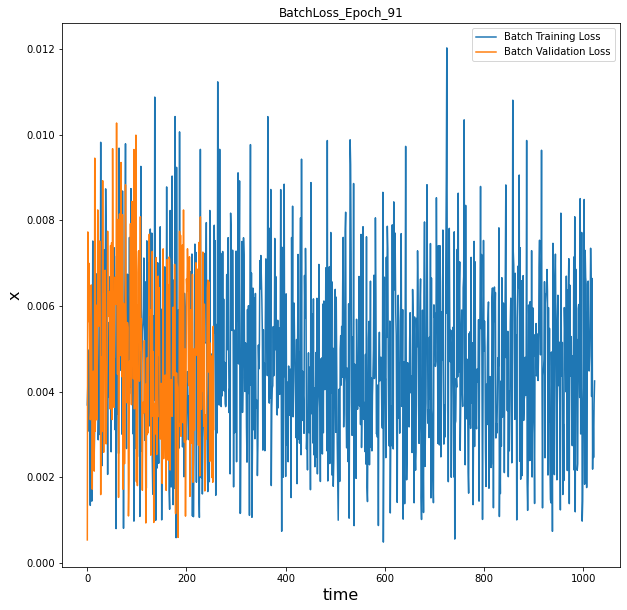 BatchLoss_Epoch_91
Batch Training Loss
Batch Validation Loss
0.012
0.010
0.008
0.006
0.004
0.002
0.000
x
0 200 400 600 800 1000
time